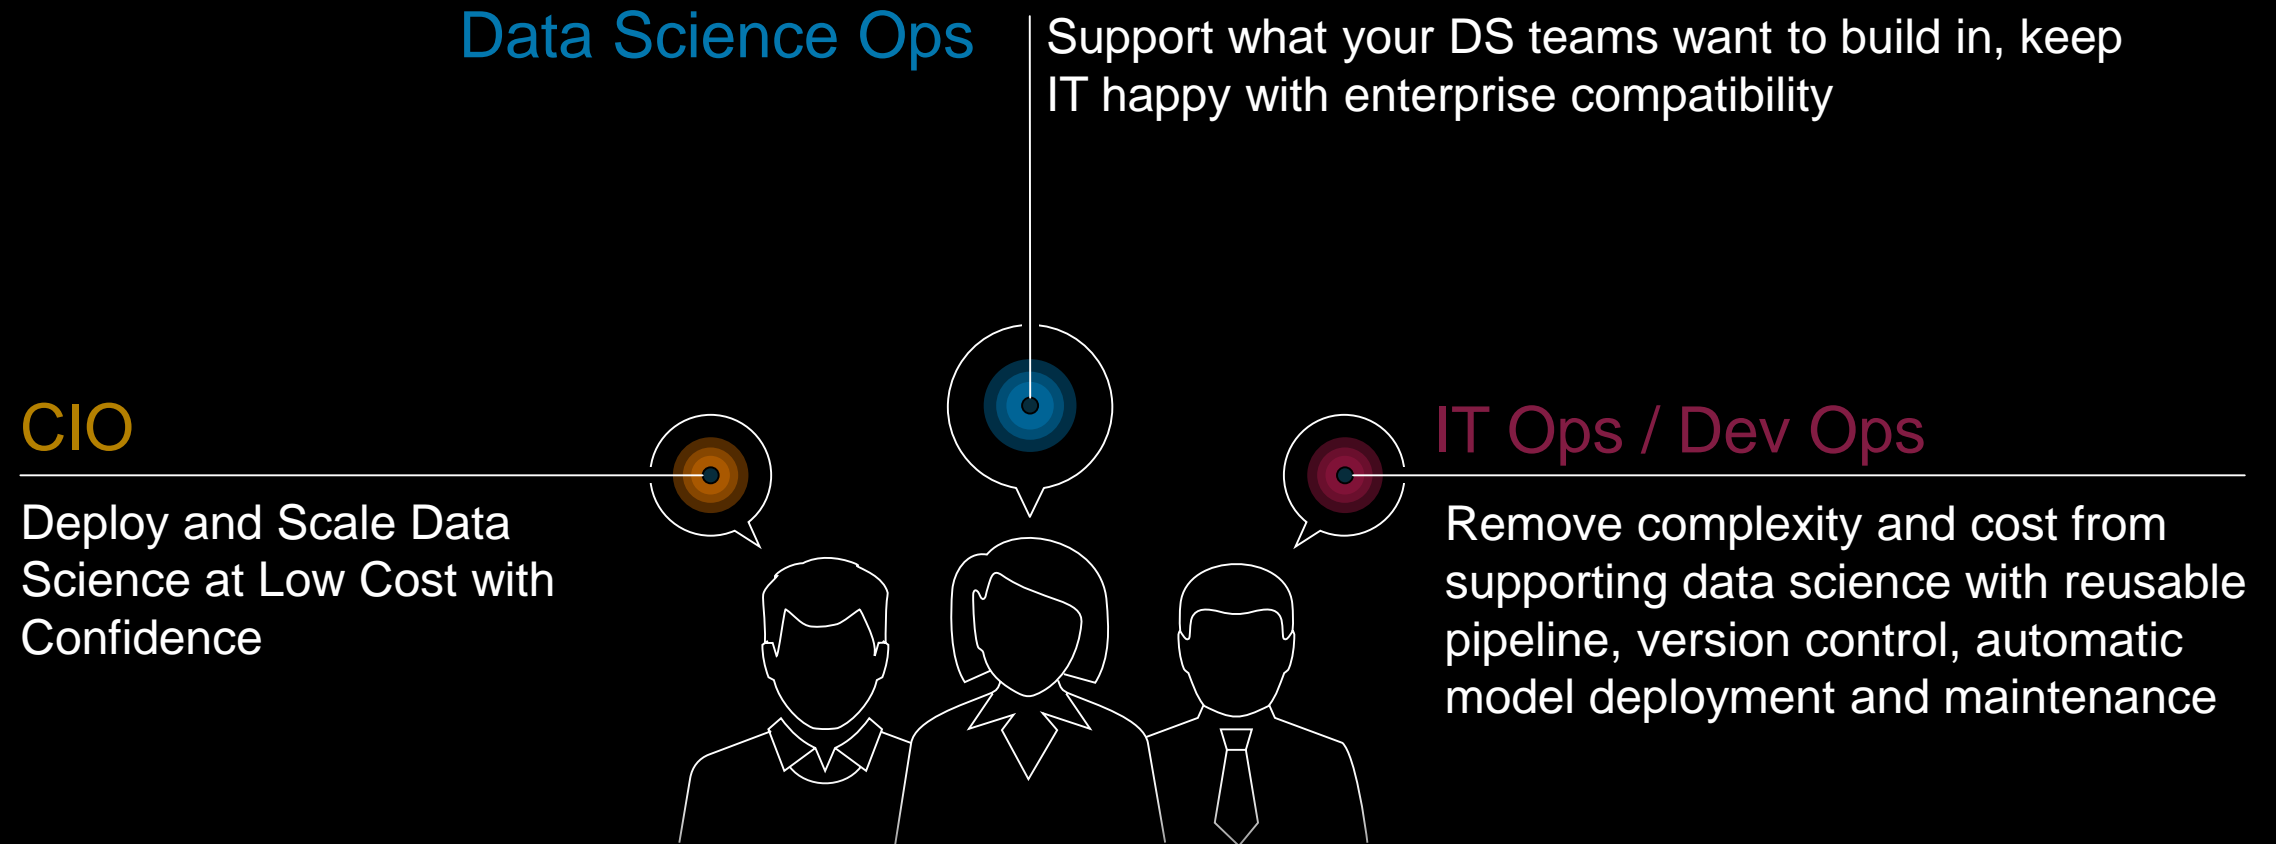 Data Science Ops
Support what your DS teams want to build in, keep
IT happy with enterprise compatibility
CIO
Deploy and Scale Data
Science at Low Cost with
Confidence
IT Ops / Dev Ops
Remove complexity and cost from
supporting data science with reusable
pipeline, version control, automatic
model deployment and maintenance